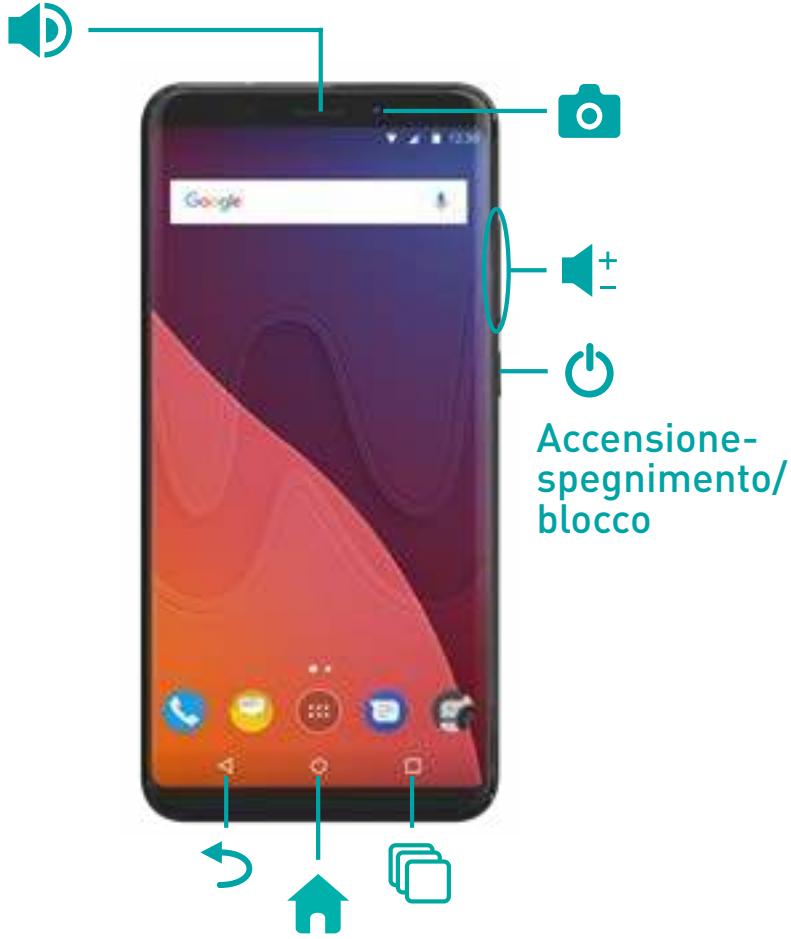 12:30
Google
+
−
Accensione-
spegnimento/
blocco